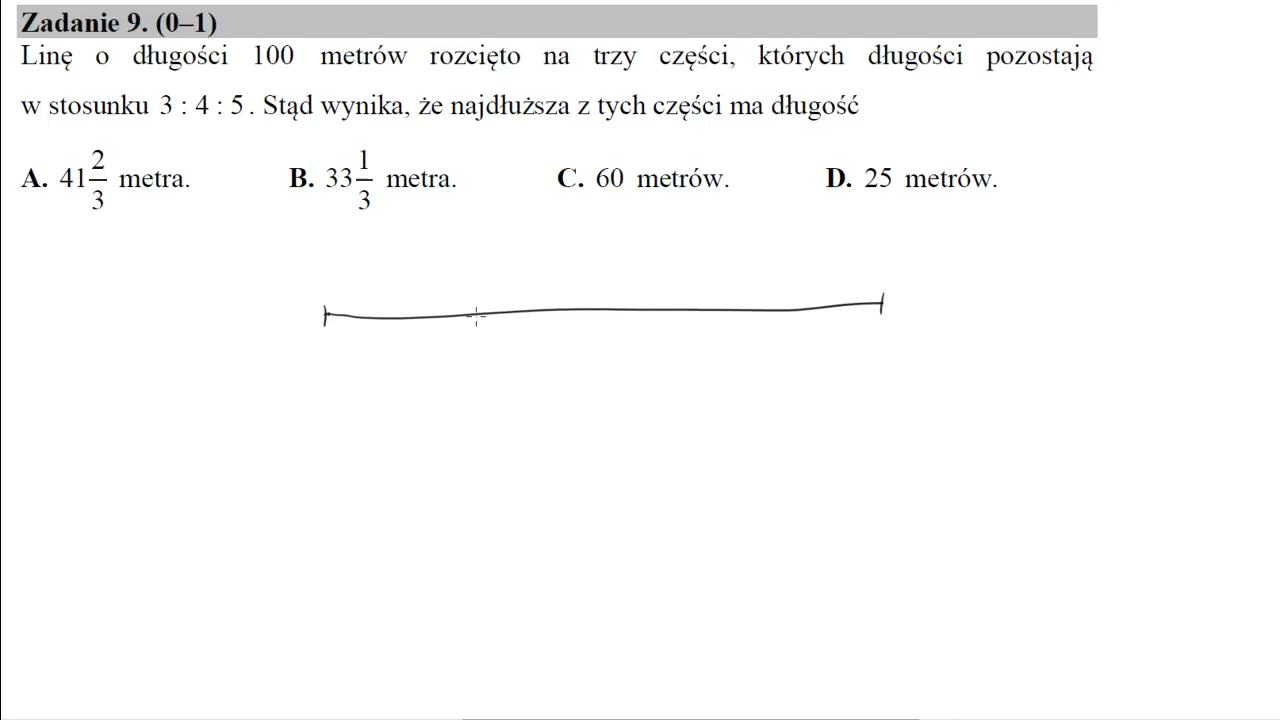 Zadanie 9. (0–1)
Linę o długości 100 metrów rozcięto na trzy części, których długości pozostają
w stosunku 3 : 4 : 5 . Stąd wynika, że najdłuższa z tych części ma długość
A. 41 2/3 metra. B. 33 1/3 metra. C. 60 metrów. D. 25 metrów.